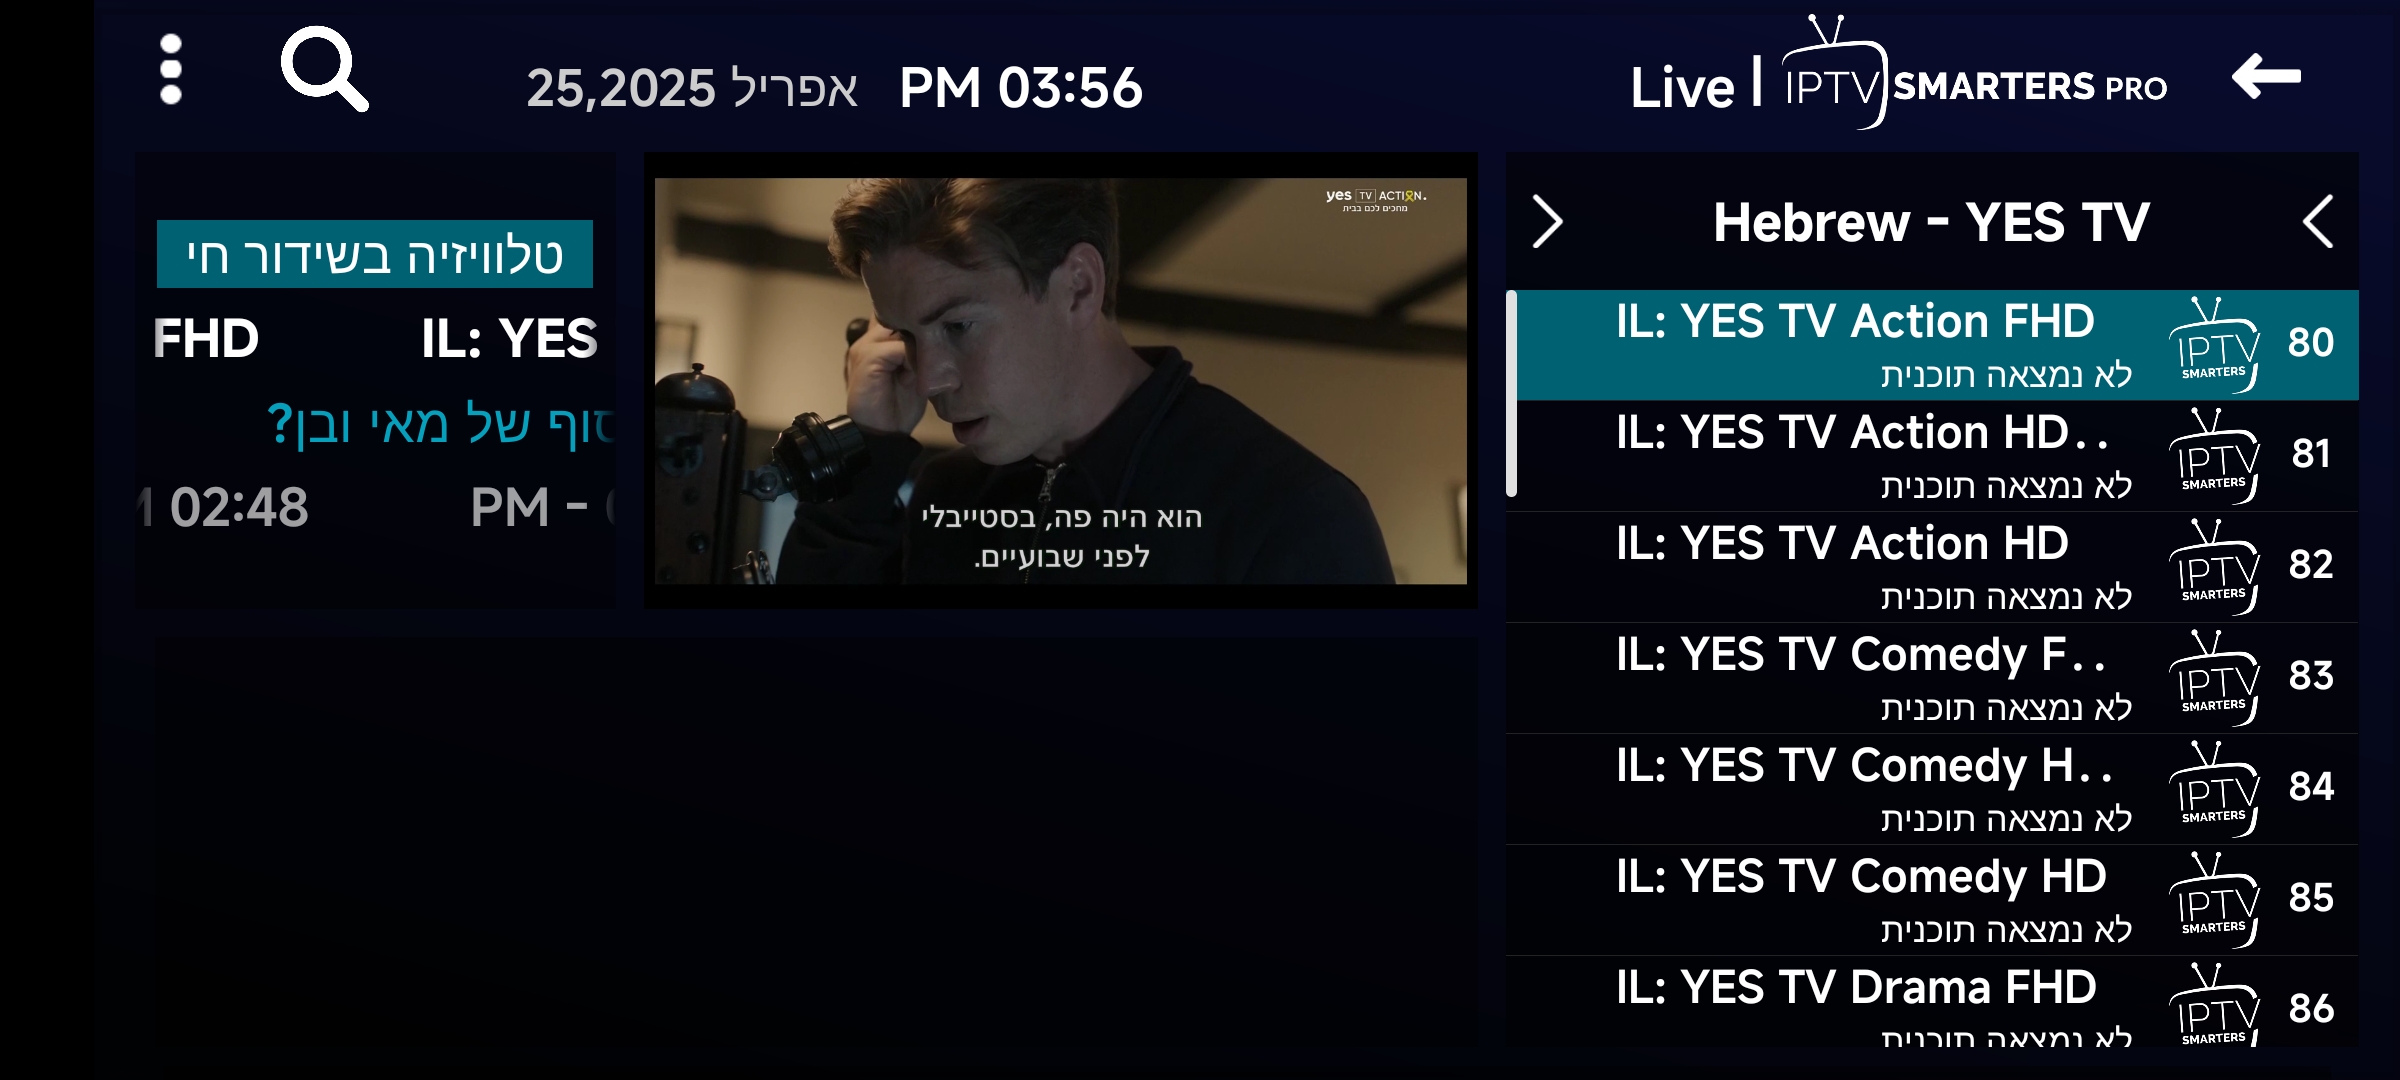 Live | IPTV SMARTERS PRO
PM 03:56
25,2025 אפריל
Hebrew - YES TV
80 IL: YES TV Action FHD
לא נמצאה תוכנית
81 IL: YES TV Action HD..
לא נמצאה תוכנית
82 IL: YES TV Action HD
לא נמצאה תוכנית
83 IL: YES TV Comedy F..
לא נמצאה תוכנית
84 IL: YES TV Comedy H..
לא נמצאה תוכנית
85 IL: YES TV Comedy HD
לא נמצאה תוכנית
86 IL: YES TV Drama FHD
לא נמצאה תוכנית
IPTV SMARTERS
IPTV SMARTERS
IPTV SMARTERS
IPTV SMARTERS
IPTV SMARTERS
IPTV SMARTERS
IPTV SMARTERS
yes TV ACTION.
מחכים לכם בבית
הוא היה פה, בסטייבלי
לפני שבועיים.
טלוויזיה בשידור חי
FHD IL: YES
של מאי ובן?
02:48 PM -